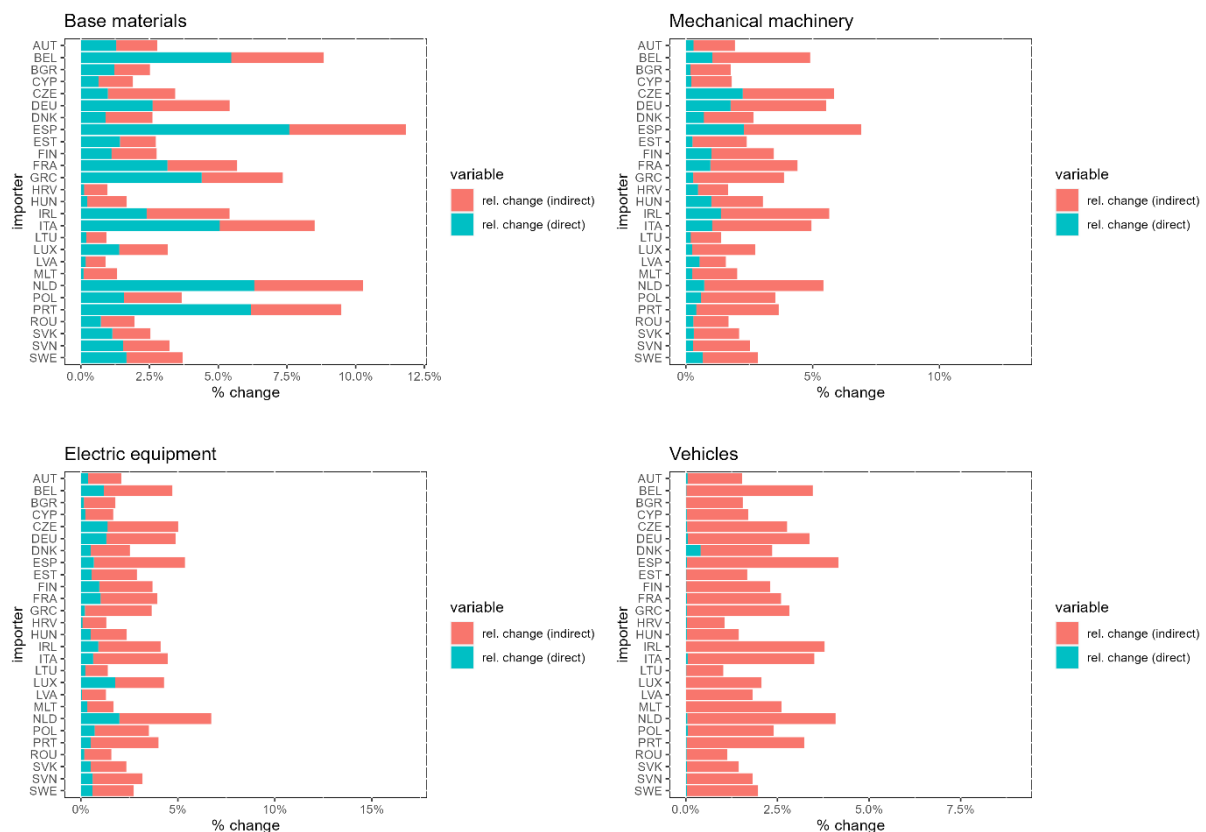 Base materials
AUT
BEL
BGR
CYP
CZE
DEU
DNK
ESP
EST
FIN
FRA
GRC
HRV
HUN
IRL
ITA
LTU
LUX
LVA
MLT
NLD
POL
PRT
ROU
SVK
SVN
SWE
importer
0.0% 2.5% 5.0% 7.5% 10.0% 12.5%
% change
variable
rel. change (indirect)
rel. change (direct)
Mechanical machinery
AUT
BEL
BGR
CYP
CZE
DEU
DNK
ESP
EST
FIN
FRA
GRC
HRV
HUN
IRL
ITA
LTU
LUX
LVA
MLT
NLD
POL
PRT
ROU
SVK
SVN
SWE
importer
0% 5% 10%
% change
variable
rel. change (indirect)
rel. change (direct)
Electric equipment
AUT
BEL
BGR
CYP
CZE
DEU
DNK
ESP
EST
FIN
FRA
GRC
HRV
HUN
IRL
ITA
LTU
LUX
LVA
MLT
NLD
POL
PRT
ROU
SVK
SVN
SWE
importer
0% 5% 10% 15%
% change
variable
rel. change (indirect)
rel. change (direct)
Vehicles
AUT
BEL
BGR
CYP
CZE
DEU
DNK
ESP
EST
FIN
FRA
GRC
HRV
HUN
IRL
ITA
LTU
LUX
LVA
MLT
NLD
POL
PRT
ROU
SVK
SVN
SWE
importer
0.0% 2.5% 5.0% 7.5%
% change
variable
rel. change (indirect)
rel. change (direct)